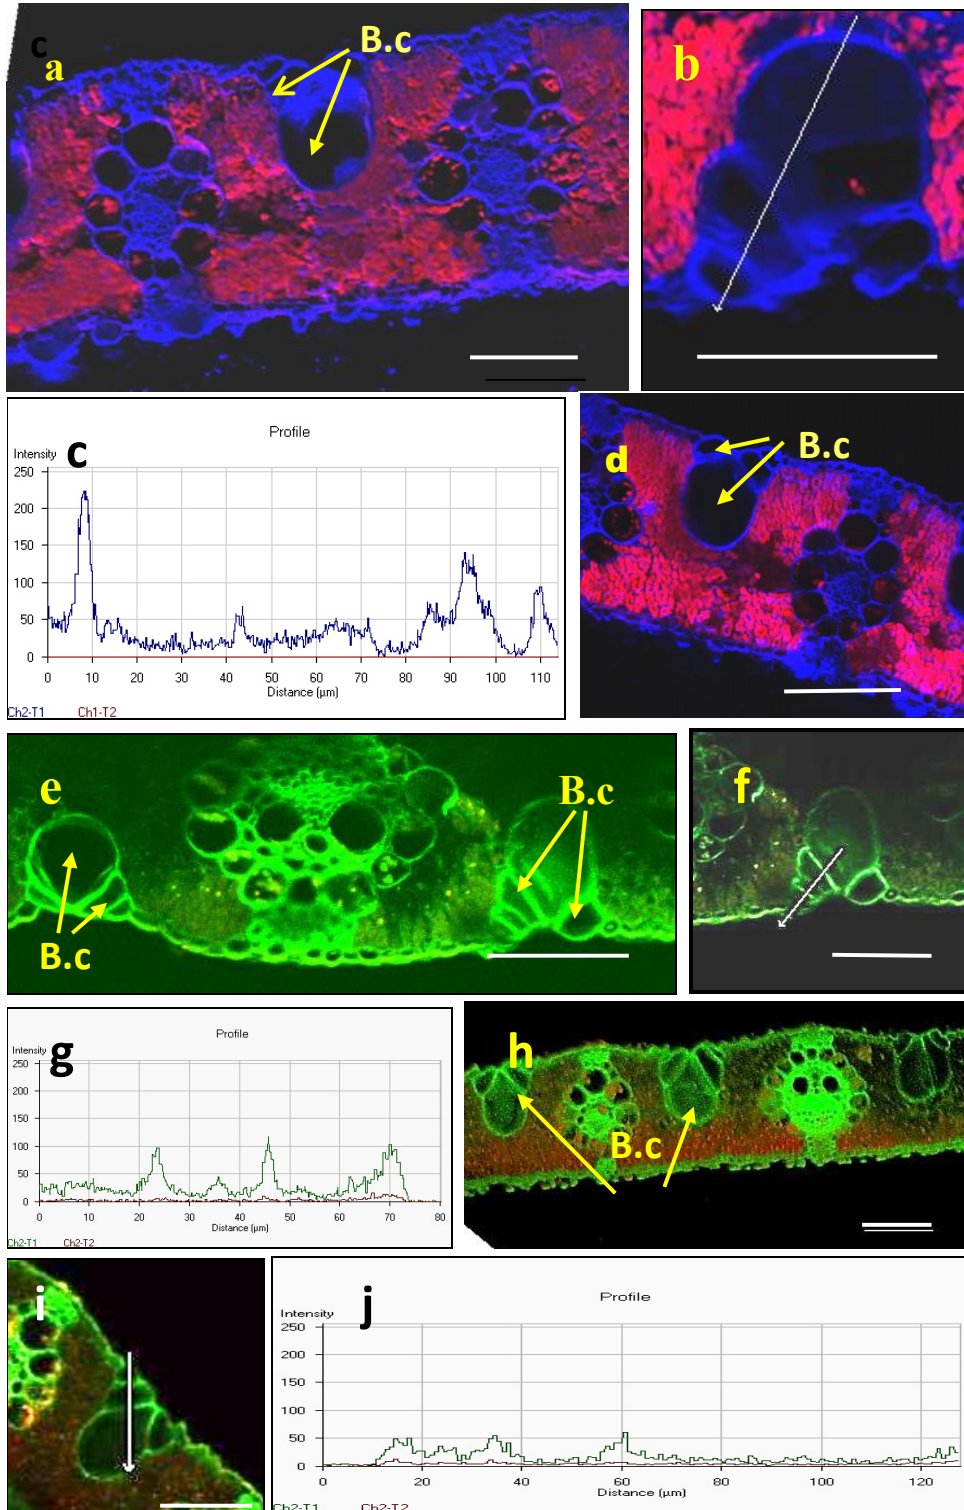 c
a
B.c
b
Profile
Intensity
c
250
200
150
100
50
0
0 10 20 30 40 50 60 70 80 90 100 110
Distance (µm)
Ch2-T1 Ch1-T2
d
B.c
e
B.c
B.c
f
Profile
Intensity
g
250
200
150
100
50
0
0 10 20 30 40 50 60 70 80
Distance (µm)
Ch2-T1 Ch2-T2
h
B.c
i
Profile
Intensity
j
250
200
150
100
50
0
0 20 40 60 80 100 120
Distance (µm)
Ch2-T1 Ch2-T2